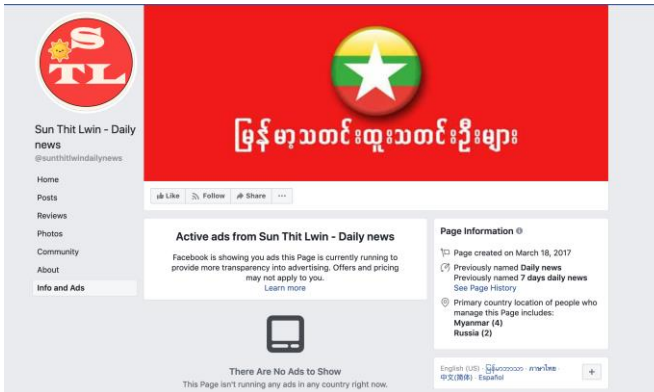 S
TL
Sun Thit Lwin - Daily
news
@sunthitlwindailynews
Home
Posts
Reviews
Photos
Community
About
Info and Ads
မြန်မာ့သတင်းထူးသတင်းဦးများ
Like Follow Share ...
Active ads from Sun Thit Lwin - Daily news
Facebook is showing you ads this Page is currently running to
provide more transparency into advertising. Offers and pricing
may not apply to you.
Learn more
There Are No Ads to Show
This Page isn't running any ads in any country right now.
Page Information
Page created on March 18, 2017
Previously named Daily news
Previously named 7 days daily news
See Page History
Primary country location of people who
manage this Page includes:
Myanmar (4)
Russia (2)
English (US) · မြန်မာဘာသာ · ภาษาไทย ·
中文(简体) · Español